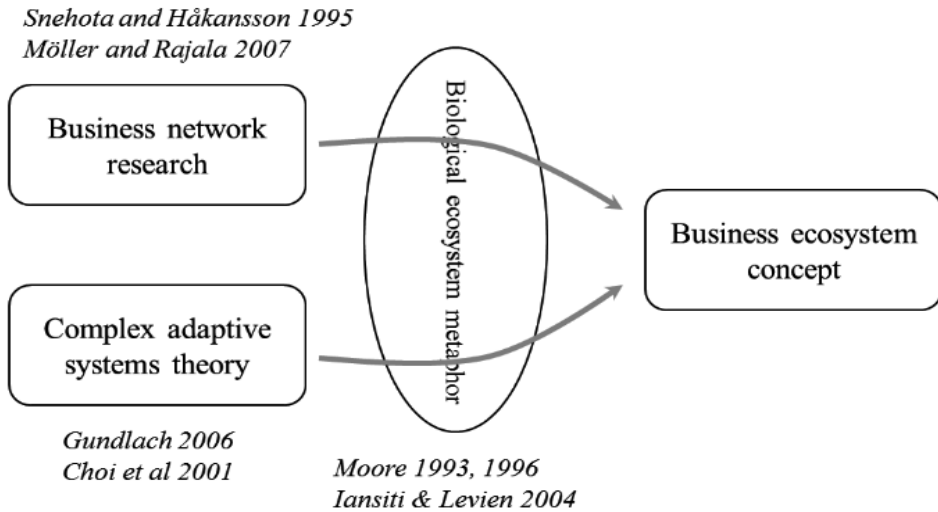 Snehota and Håkansson 1995
Möller and Rajala 2007
Business network
research
Biological ecosystem metaphor
Business ecosystem
concept
Complex adaptive
systems theory
Gundlach 2006
Choi et al 2001
Moore 1993, 1996
Iansiti & Levien 2004